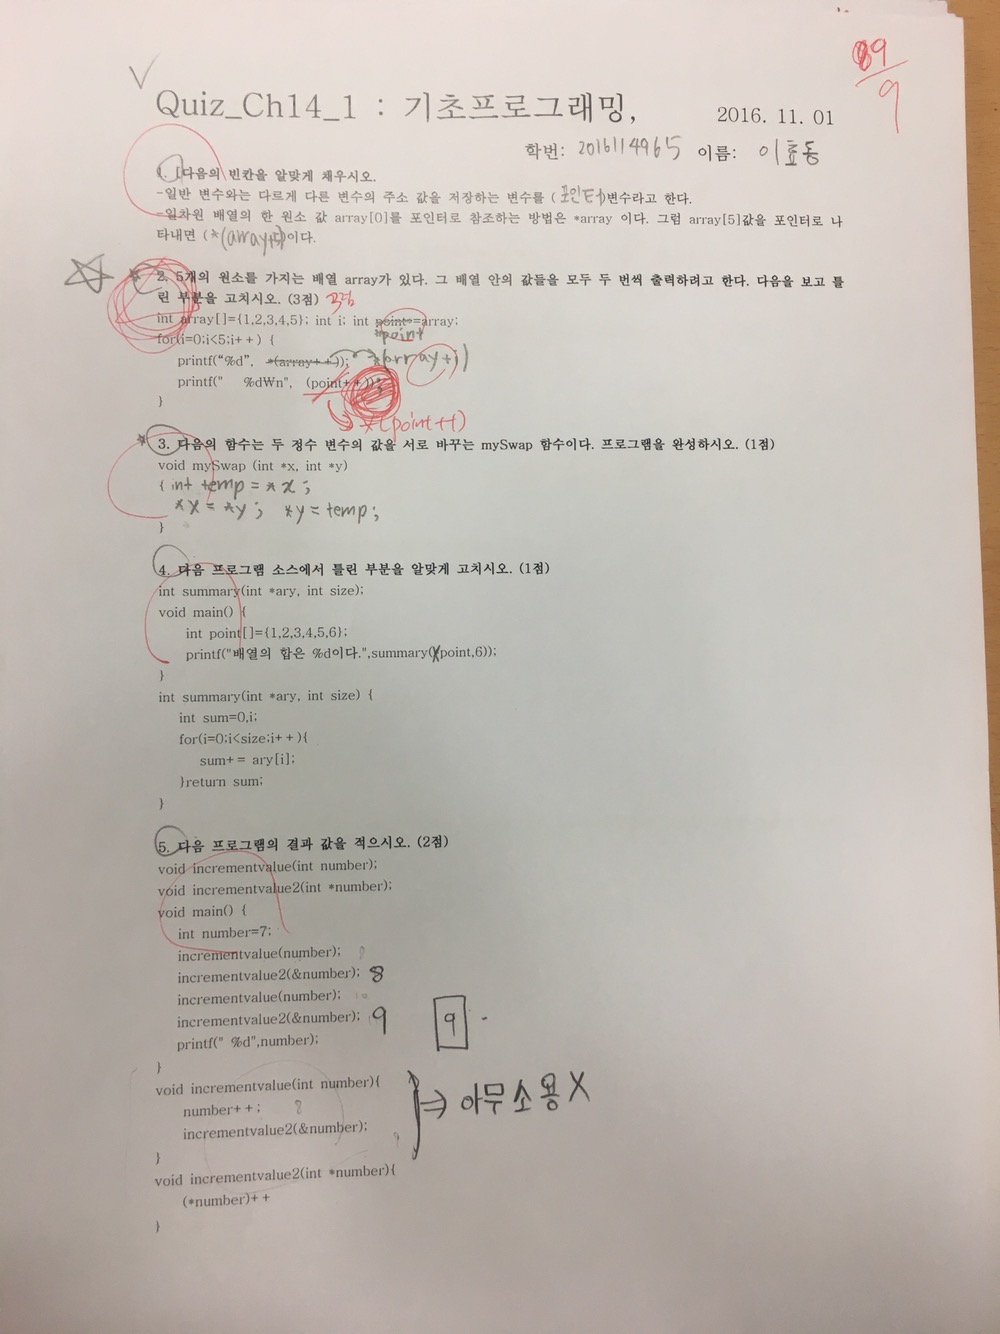 9
9
Quiz_Ch14_1 : 기초프로그래밍,
2016. 11. 01
학번: 2016114965 이름: 이효동
1. 다음의 빈칸을 알맞게 채우시오.
-일반 변수와는 다르게 다른 변수의 주소 값을 저장하는 변수를 (포인터)변수라고 한다.
-일차원 배열의 한 원소 값 array[0]를 포인터로 참조하는 방법은 *array 이다. 그럼 array[5]값을 포인터로 나
타내면 (*(array+5))이다.
2. 5개의 원소를 가지는 배열 array가 있다. 그 배열 안의 값들을 모두 두 번씩 출력하려고 한다. 다음을 보고 틀
린 부분을 고치시오. (3점)
int array[]={1,2,3,4,5}; int i; int point=array;
*point
for(i=0;i<5;i++) {
printf("%d", *(array++)); *(array+i)
printf(" %d₩n", (point++));
}
*(point++)
3. 다음의 함수는 두 정수 변수의 값을 서로 바꾸는 mySwap 함수이다. 프로그램을 완성하시오. (1점)
void mySwap (int *x, int *y)
{ int temp = *x ;
*x = *y ; *y = temp ;
}
4. 다음 프로그램 소스에서 틀린 부분을 알맞게 고치시오. (1점)
int summary(int *ary, int size);
void main() {
int point[]={1,2,3,4,5,6};
printf("배열의 합은 %d이다.",summary(*point,6));
}
int summary(int *ary, int size) {
int sum=0,i;
for(i=0;i<size;i++){
sum+= ary[i];
}return sum;
}
5. 다음 프로그램의 결과 값을 적으시오. (2점)
void incrementvalue(int number);
void incrementvalue2(int *number);
void main() {
int number=7;
incrementvalue(number); 8
incrementvalue2(&number); 8
incrementvalue(number); 10
incrementvalue2(&number); 9 9
printf(" %d",number);
}
void incrementvalue(int number){
number++; 8
⇒ 아무소용X
incrementvalue2(&number); 9
}
void incrementvalue2(int *number){
(*number)++
}